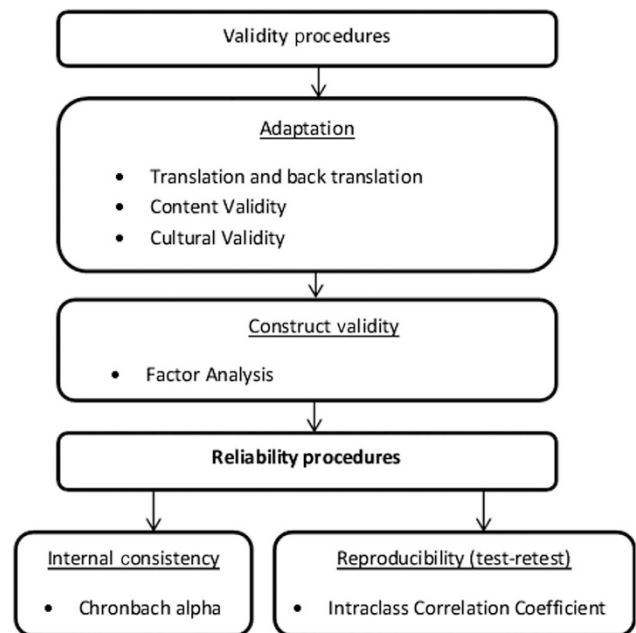 Validity procedures
Adaptation
• Translation and back translation
• Content Validity
• Cultural Validity
Construct validity
• Factor Analysis
Reliability procedures
Internal consistency
• Chronbach alpha
Reproducibility (test-retest)
• Intraclass Correlation Coefficient